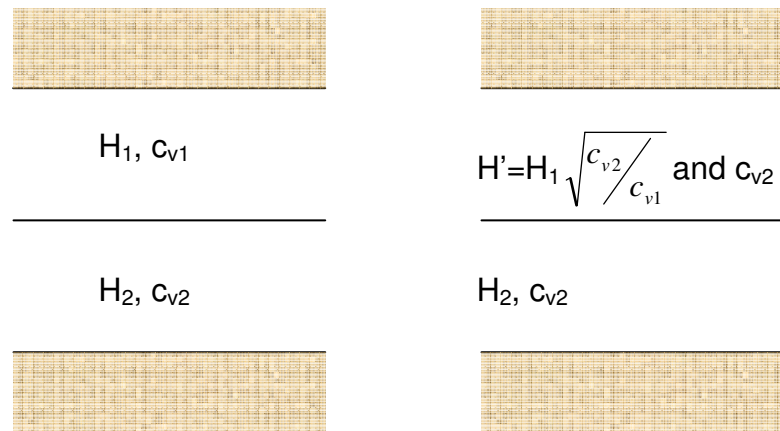 H₁, cᵥ₁
H'=H₁√(cᵥ₂/cᵥ₁) and cᵥ₂
H₂, cᵥ₂
H₂, cᵥ₂